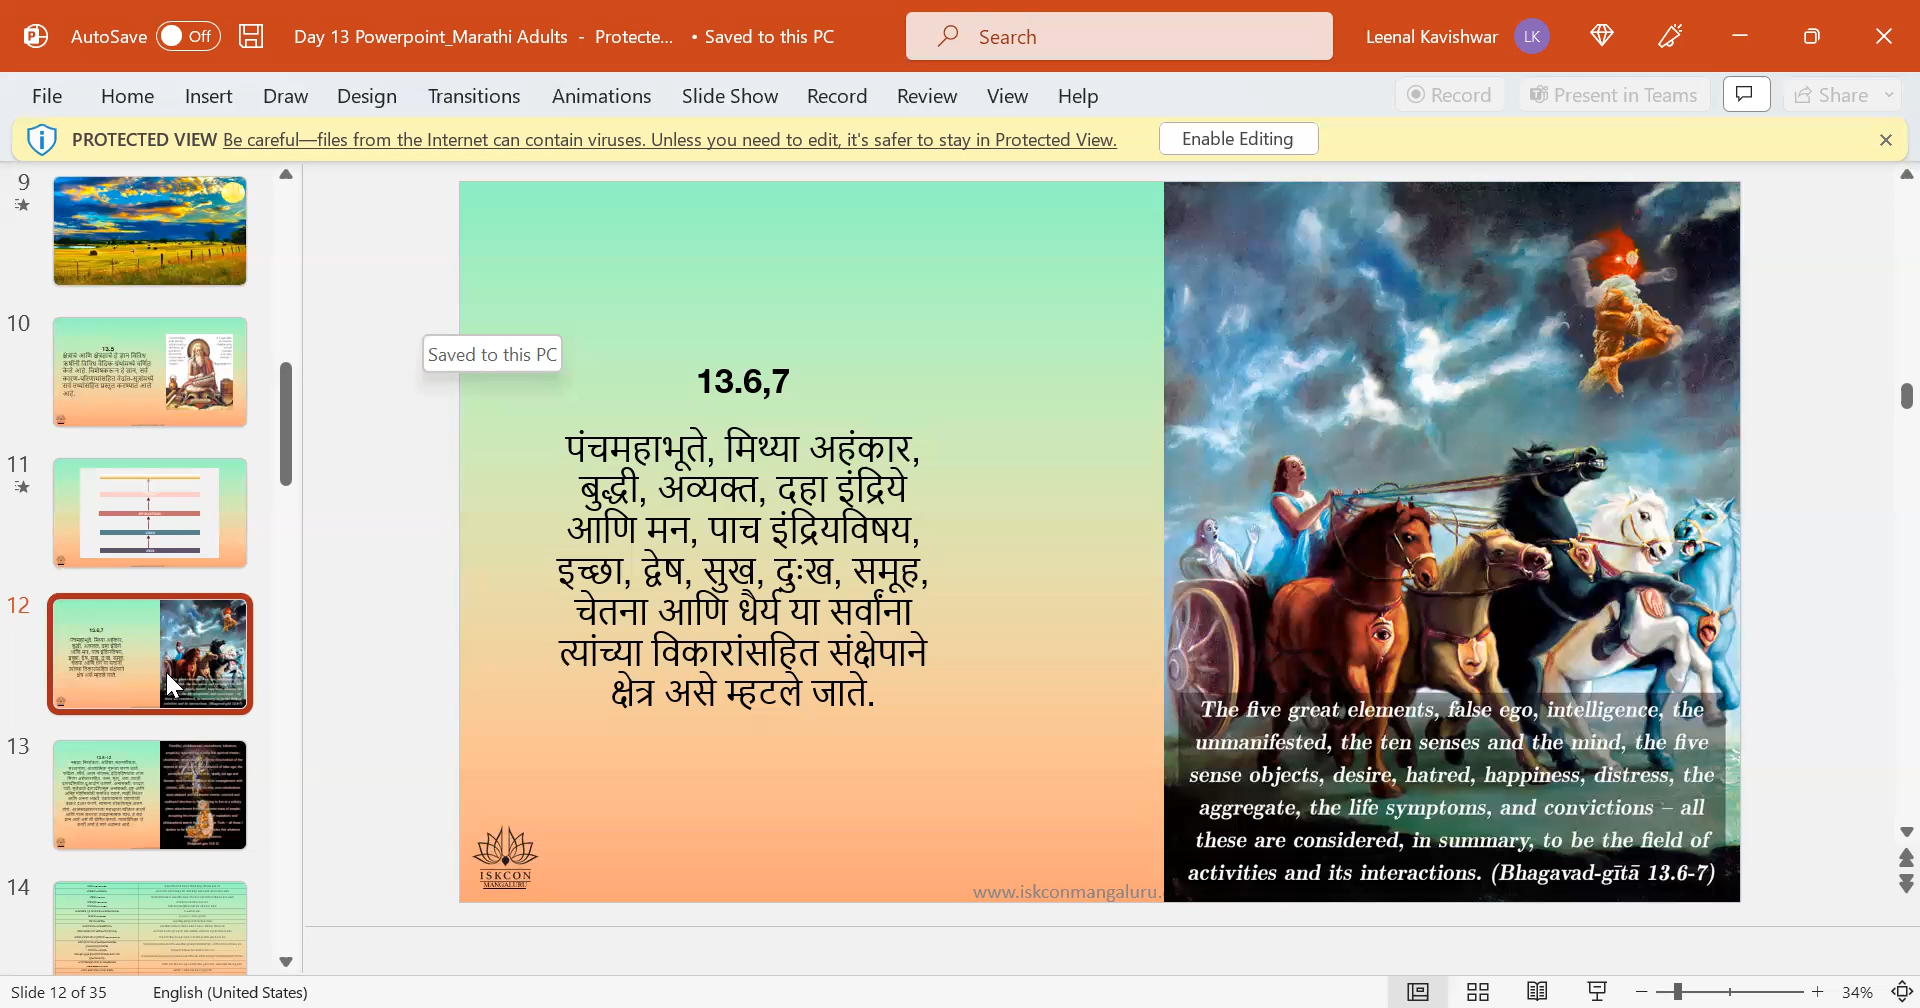 AutoSave Off Day 13 Powerpoint_Marathi Adults - Protecte... • Saved to this PC Search Leenal Kavishwar LK
File Home Insert Draw Design Transitions Animations Slide Show Record Review View Help Record Present in Teams Share
PROTECTED VIEW Be careful—files from the Internet can contain viruses. Unless you need to edit, it's safer to stay in Protected View. Enable Editing
9
10
13.5
11
12
13.6,7
13
14
Saved to this PC
13.6,7
पंचमहाभूते, मिथ्या अहंकार,
बुद्धी, अव्यक्त, दहा इंद्रिये
आणि मन, पाच इंद्रियविषय,
इच्छा, द्वेष, सुख, दुःख, समूह,
चेतना आणि धैर्य या सर्वांना
त्यांच्या विकारांसहित संक्षेपाने
क्षेत्र असे म्हटले जाते.
ISKCON
MANGALURU
www.iskconmangaluru.
The five great elements, false ego, intelligence, the
unmanifested, the ten senses and the mind, the five
sense objects, desire, hatred, happiness, distress, the
aggregate, the life symptoms, and convictions – all
these are considered, in summary, to be the field of
activities and its interactions. (Bhagavad-gītā 13.6-7)
Slide 12 of 35 English (United States) 34%